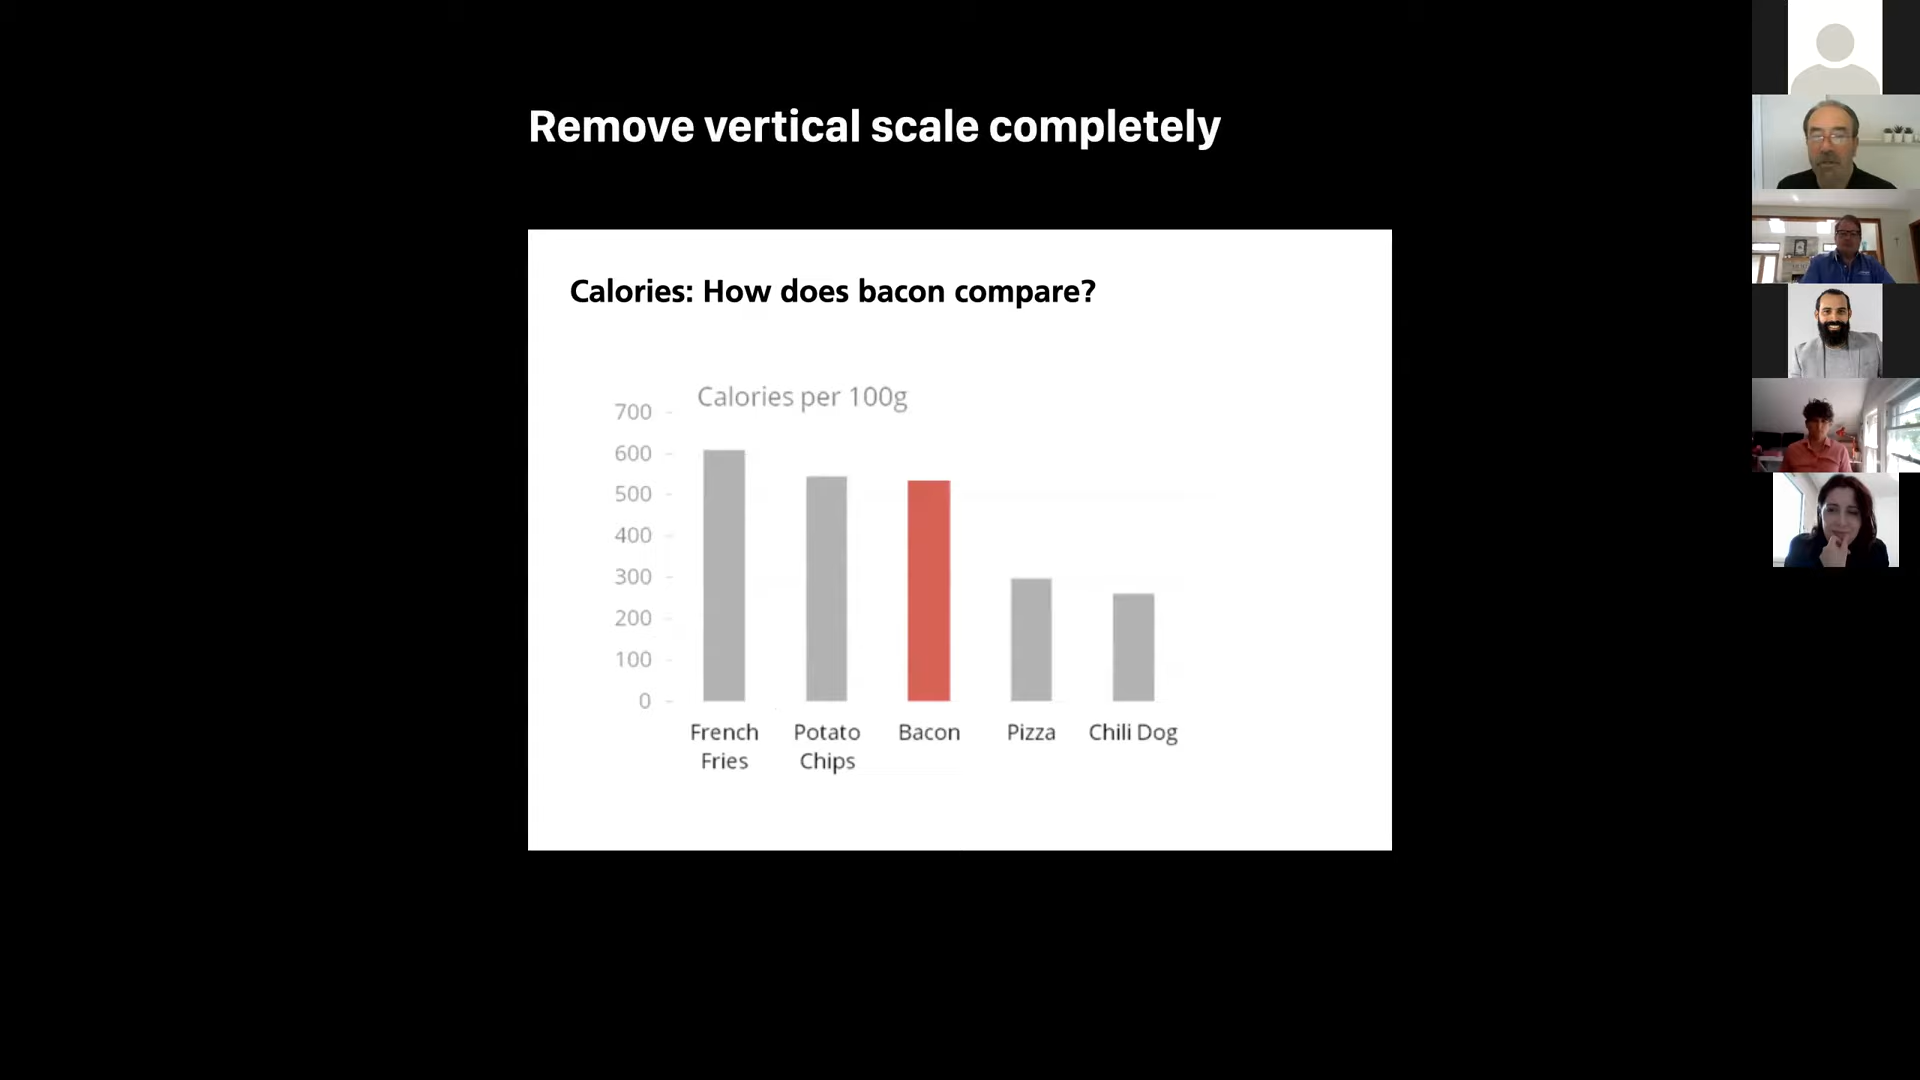 Remove vertical scale completely
Calories: How does bacon compare?
Calories per 100g
700
600
500
400
300
200
100
0
French Fries
Potato Chips
Bacon
Pizza
Chili Dog